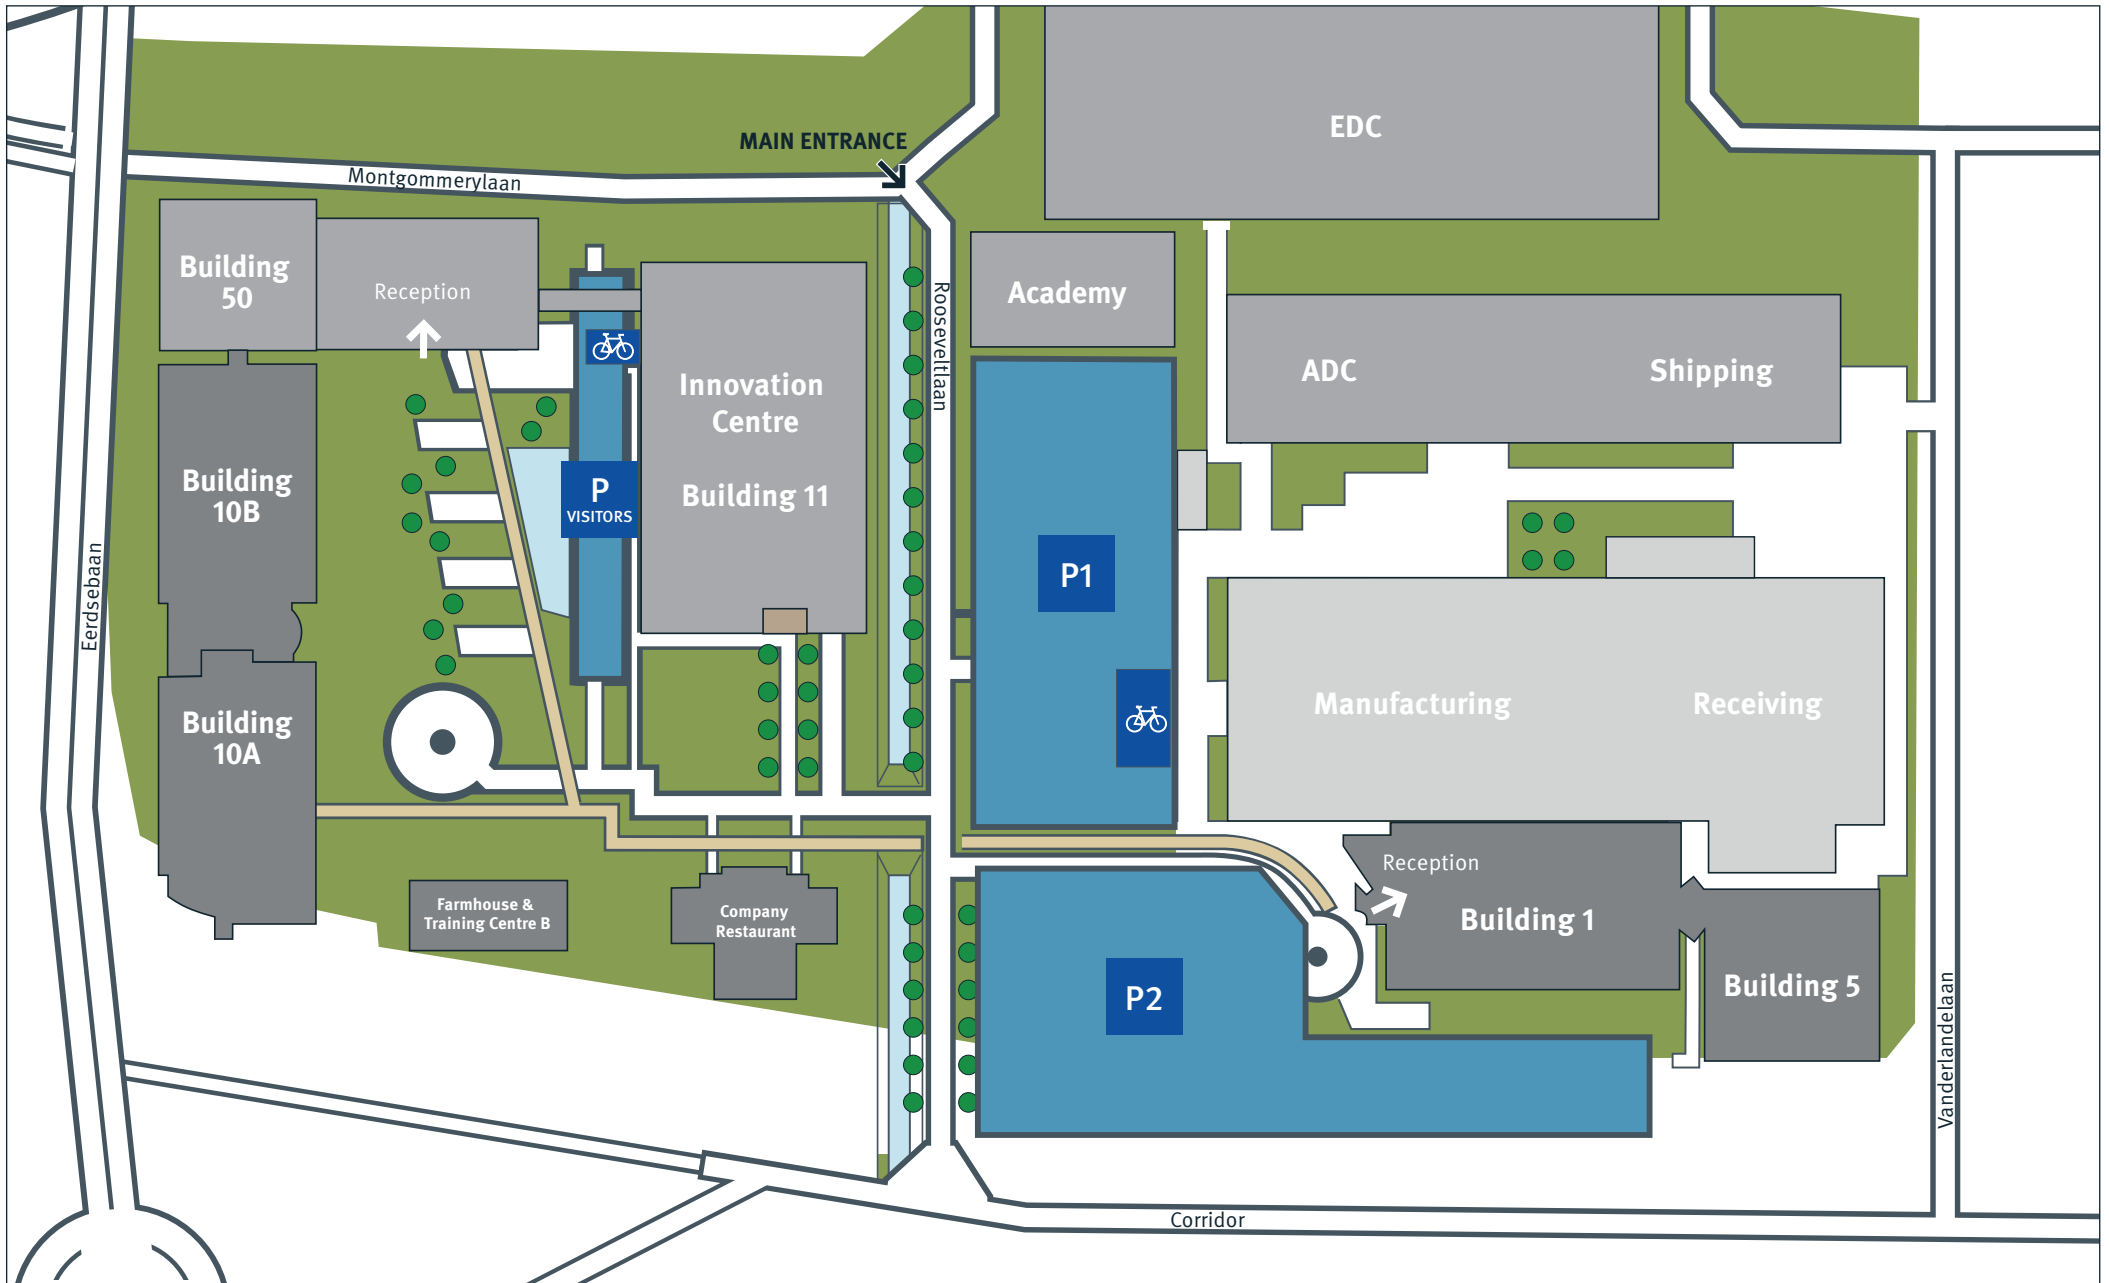 EDC
MAIN ENTRANCE
Montgommerylaan
Building
50
Reception
Rooseveltlaan
Academy
ADC
Shipping
Innovation
Centre
Building 11
Building
10B
P
VISITORS
P1
Eerdsebaan
Manufacturing
Receiving
Building
10A
Reception
Building 1
Farmhouse &
Training Centre B
Company
Restaurant
P2
Building 5
Vanderlandelaan
Corridor